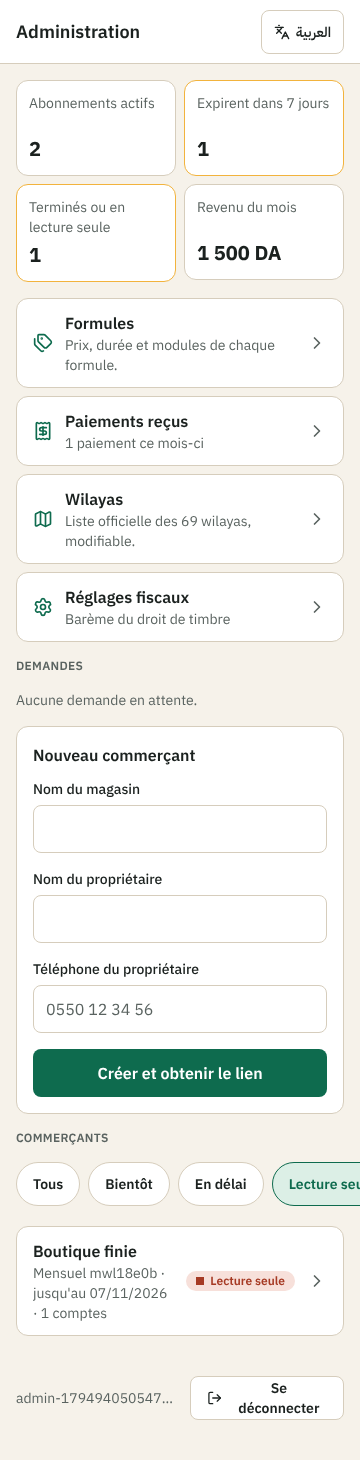 Administration
العربية
Abonnements actifs
2
Expirent dans 7 jours
1
Terminés ou en
lecture seule
1
Revenu du mois
1 500 DA
Formules
Prix, durée et modules de chaque
formule.
Paiements reçus
1 paiement ce mois-ci
Wilayas
Liste officielle des 69 wilayas,
modifiable.
Réglages fiscaux
Barème du droit de timbre
DEMANDES
Aucune demande en attente.
Nouveau commerçant
Nom du magasin
Nom du propriétaire
Téléphone du propriétaire
0550 12 34 56
Créer et obtenir le lien
COMMERÇANTS
Tous
Bientôt
En délai
Lecture seu
Boutique finie
Mensuel mwl18e0b ·
jusqu'au 07/11/2026
· 1 comptes
Lecture seule
admin-179494050547...
Se
déconnecter